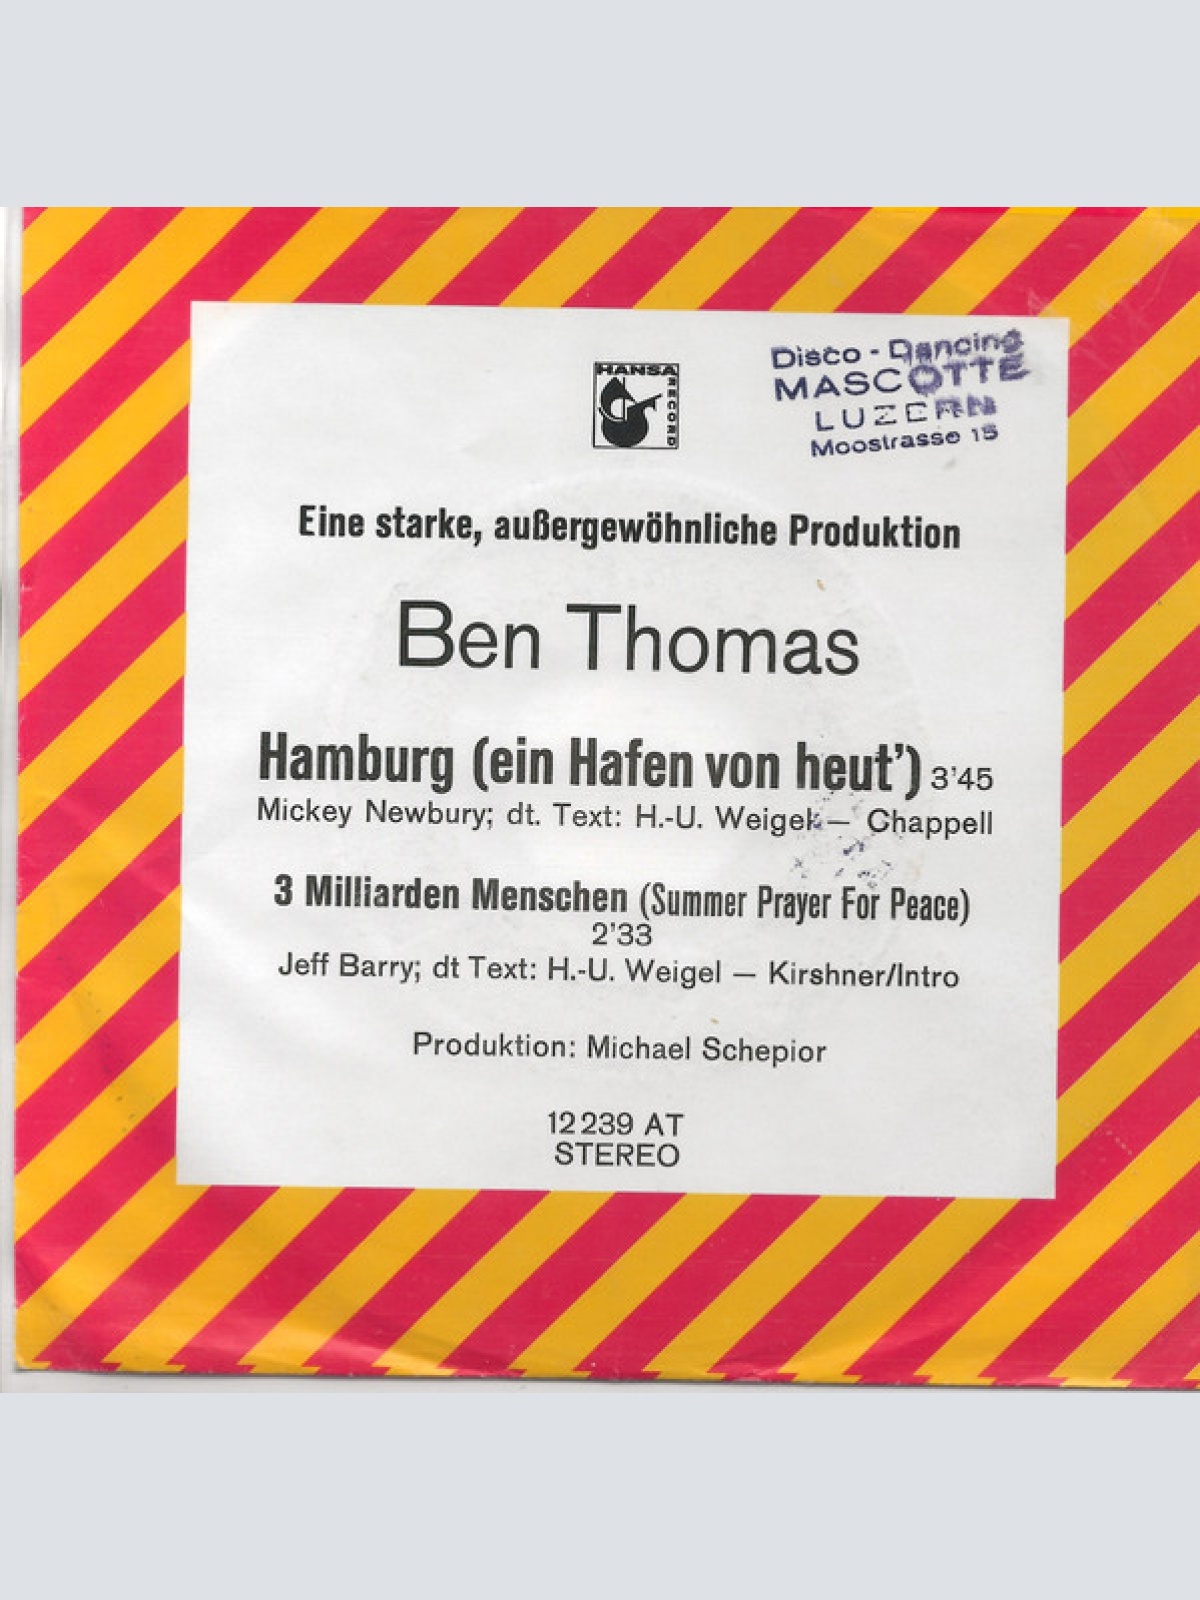 HANSA
RECORD
Disco - Dancing
MASCOTTE
LUZERN
Moostrasse 15
Eine starke, außergewöhnliche Produktion
Ben Thomas
Hamburg (ein Hafen von heut') 3'45
Mickey Newbury; dt. Text: H.-U. Weigel — Chappell
3 Milliarden Menschen (Summer Prayer For Peace)
2'33
Jeff Barry; dt Text: H.-U. Weigel — Kirshner/Intro
Produktion: Michael Schepior
12 239 AT
STEREO